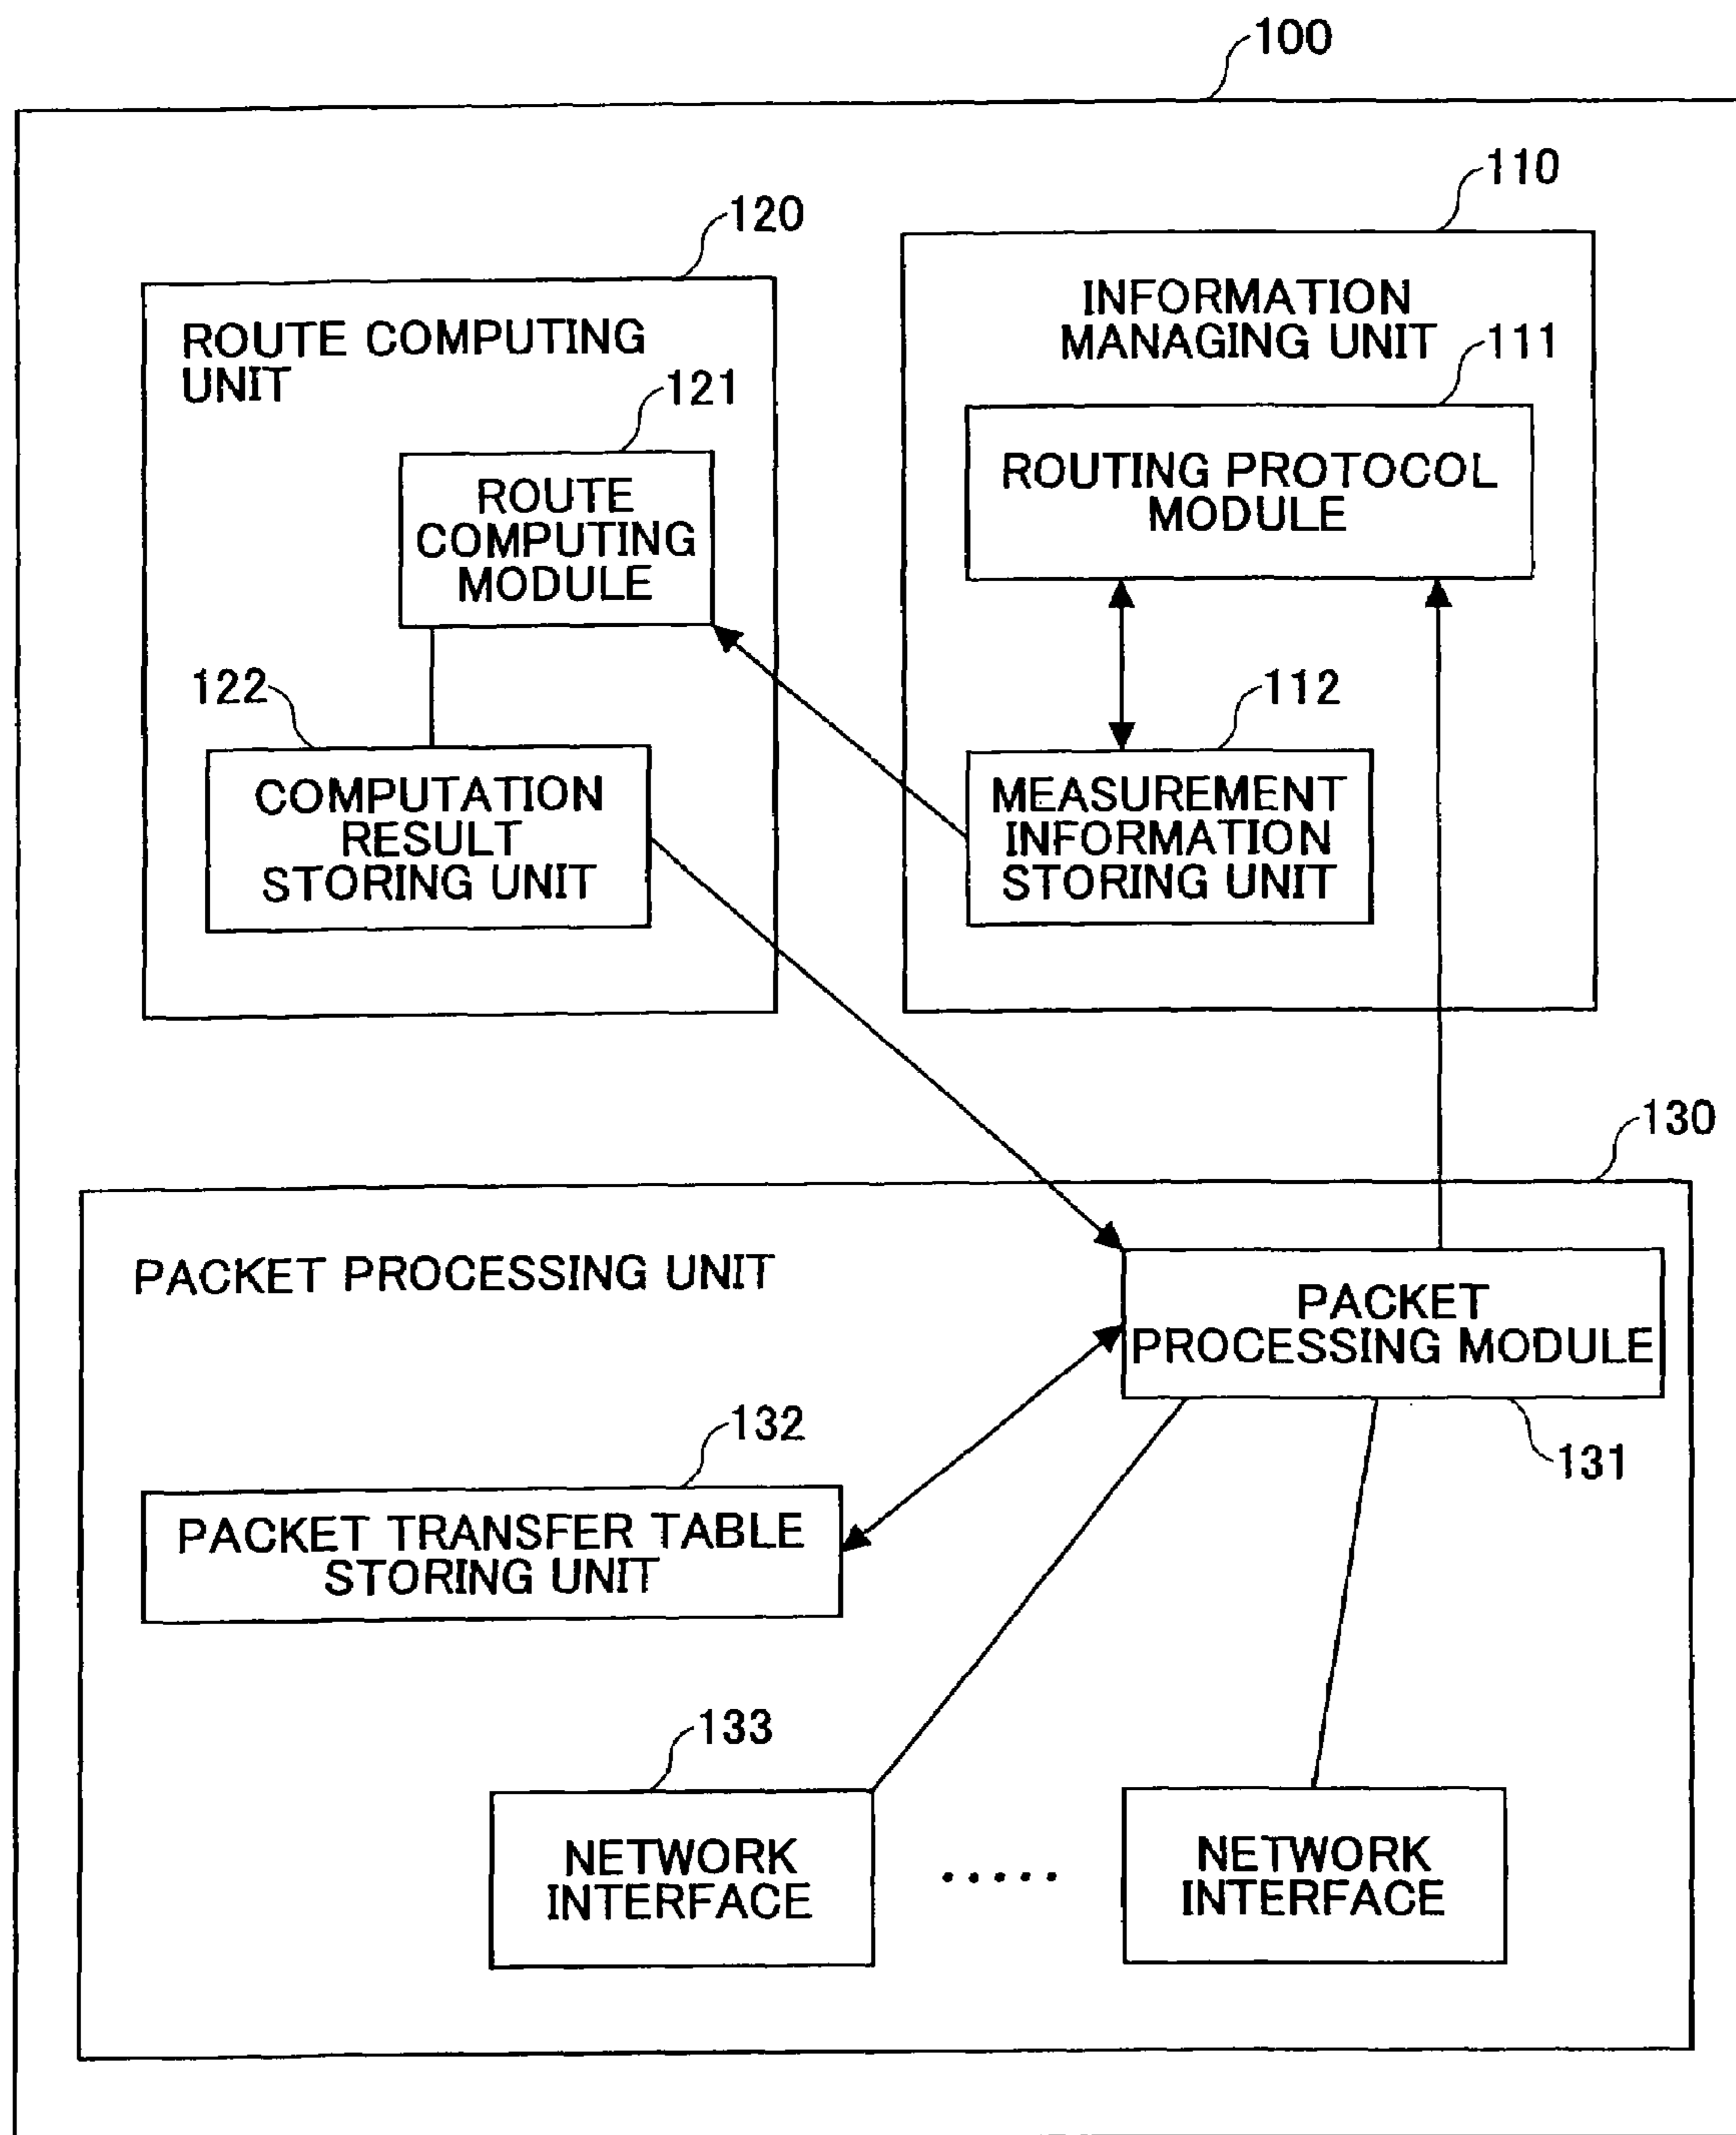 100
110
120
INFORMATION
MANAGING UNIT
111
ROUTE COMPUTING
UNIT
121
ROUTING PROTOCOL
MODULE
ROUTE
COMPUTING
MODULE
122
112
COMPUTATION
RESULT
STORING UNIT
MEASUREMENT
INFORMATION
STORING UNIT
130
PACKET PROCESSING UNIT
PACKET
PROCESSING MODULE
132
131
PACKET TRANSFER TABLE
STORING UNIT
133
NETWORK
INTERFACE
.....
NETWORK
INTERFACE